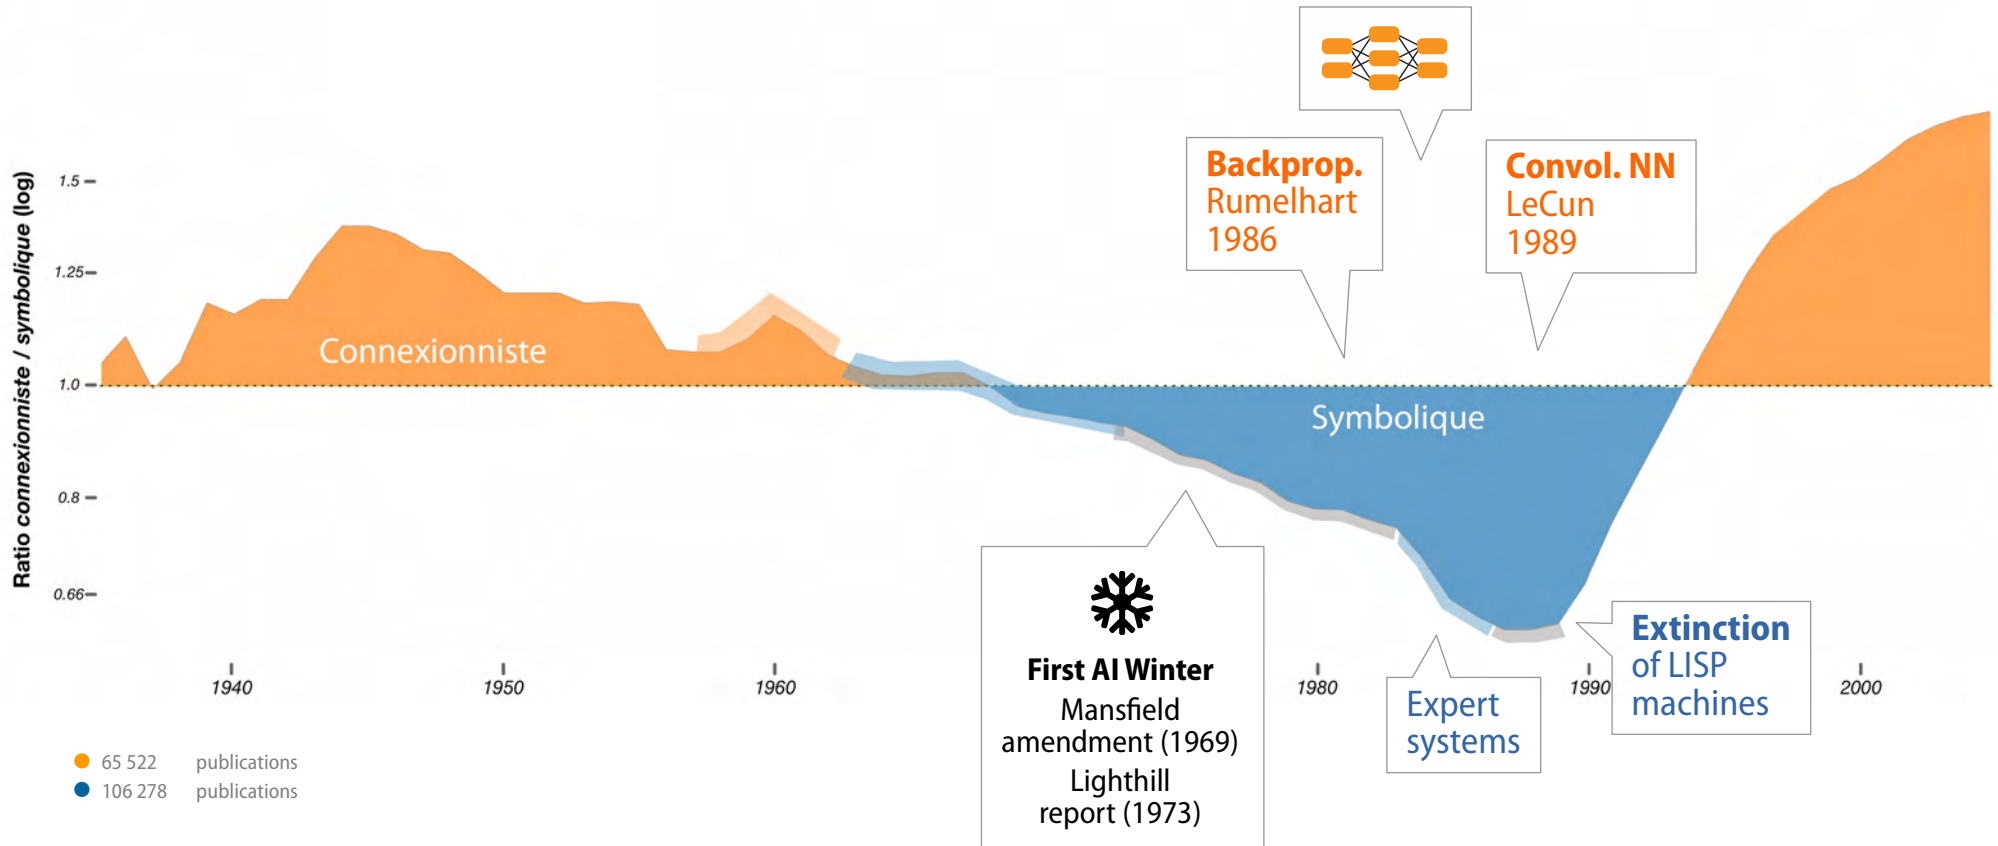 Ratio connexionniste / symbolique (log)
1.5
1.25
1.0
0.8
0.66
Connexionniste
Symbolique
Backprop.
Rumelhart
1986
Convol. NN
LeCun
1989
First AI Winter
Mansfield
amendment (1969)
Lighthill
report (1973)
Expert
systems
Extinction
of LISP
machines
1940
1950
1960
1980
1990
2000
65 522 publications
106 278 publications